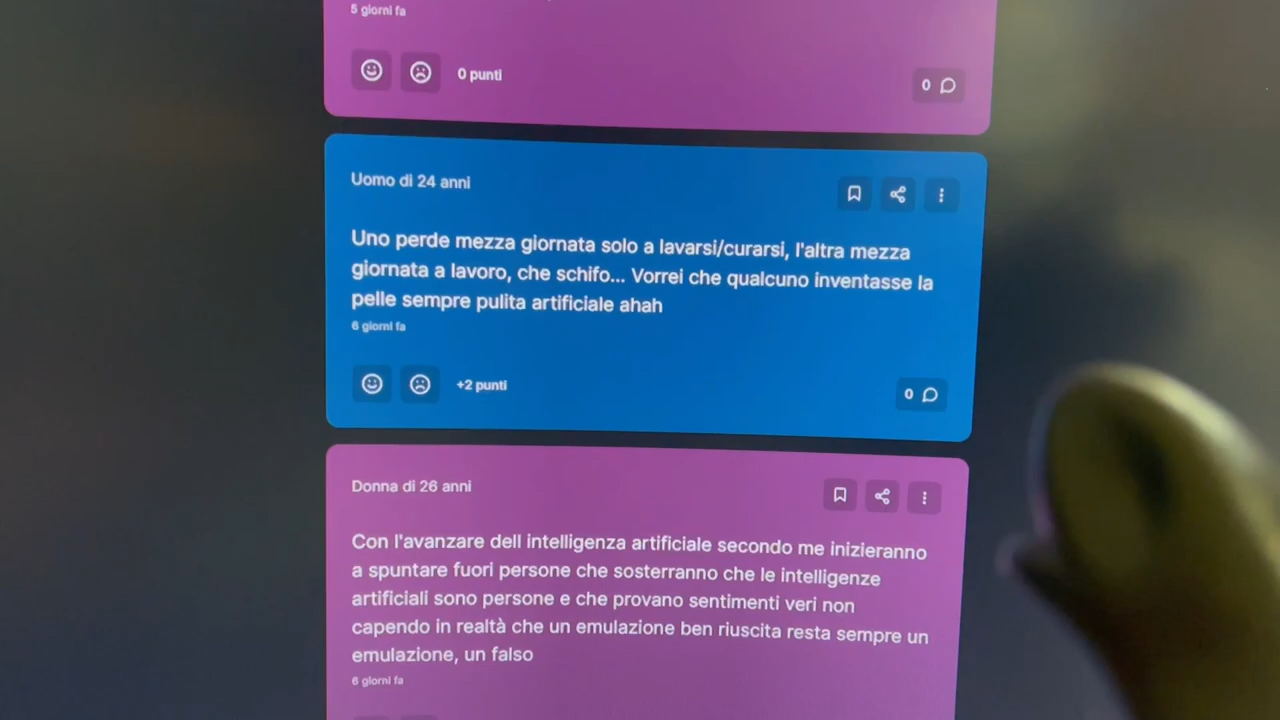 5 giorni fa
0 punti
0
Uomo di 24 anni
Uno perde mezza giornata solo a lavarsi/curarsi, l'altra mezza
giornata a lavoro, che schifo... Vorrei che qualcuno inventasse la
pelle sempre pulita artificiale ahah
6 giorni fa
+2 punti
0
Donna di 26 anni
Con l'avanzare dell intelligenza artificiale secondo me inizieranno
a spuntare fuori persone che sosterranno che le intelligenze
artificiali sono persone e che provano sentimenti veri non
capendo in realtà che un emulazione ben riuscita resta sempre un
emulazione, un falso
6 giorni fa